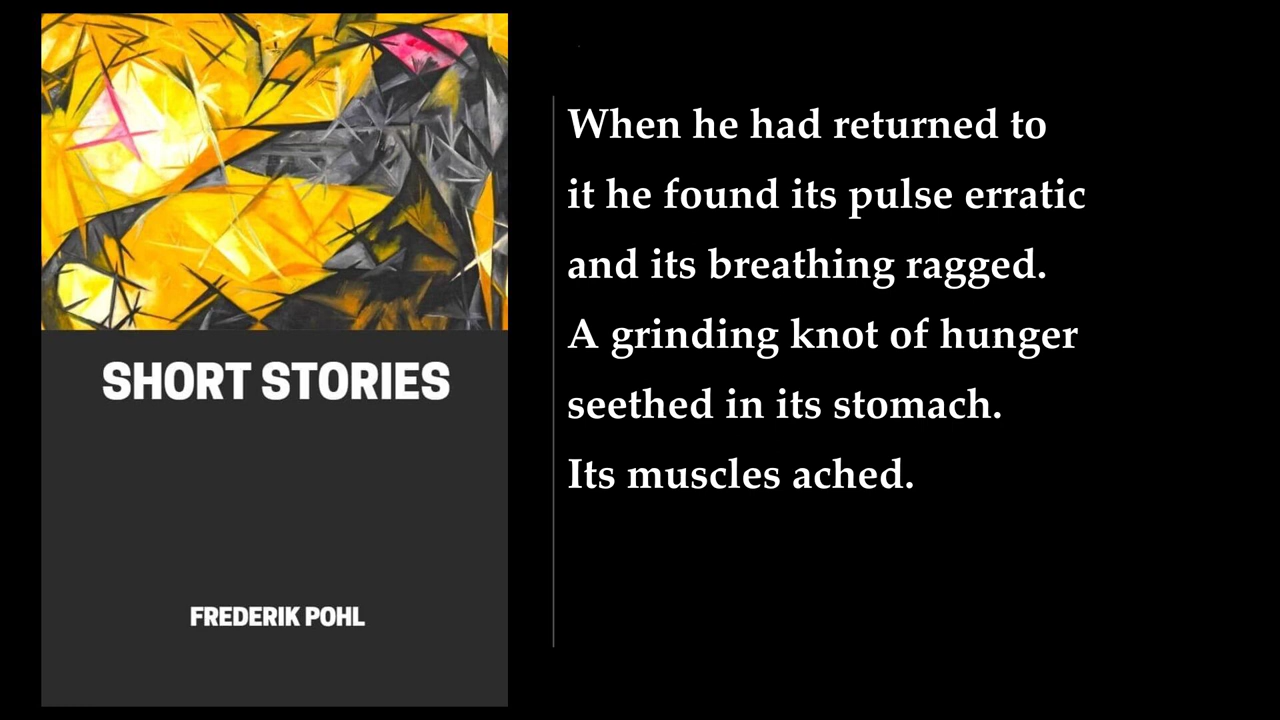 SHORT STORIES
FREDERIK POHL
When he had returned to
it he found its pulse erratic
and its breathing ragged.
A grinding knot of hunger
seethed in its stomach.
Its muscles ached.